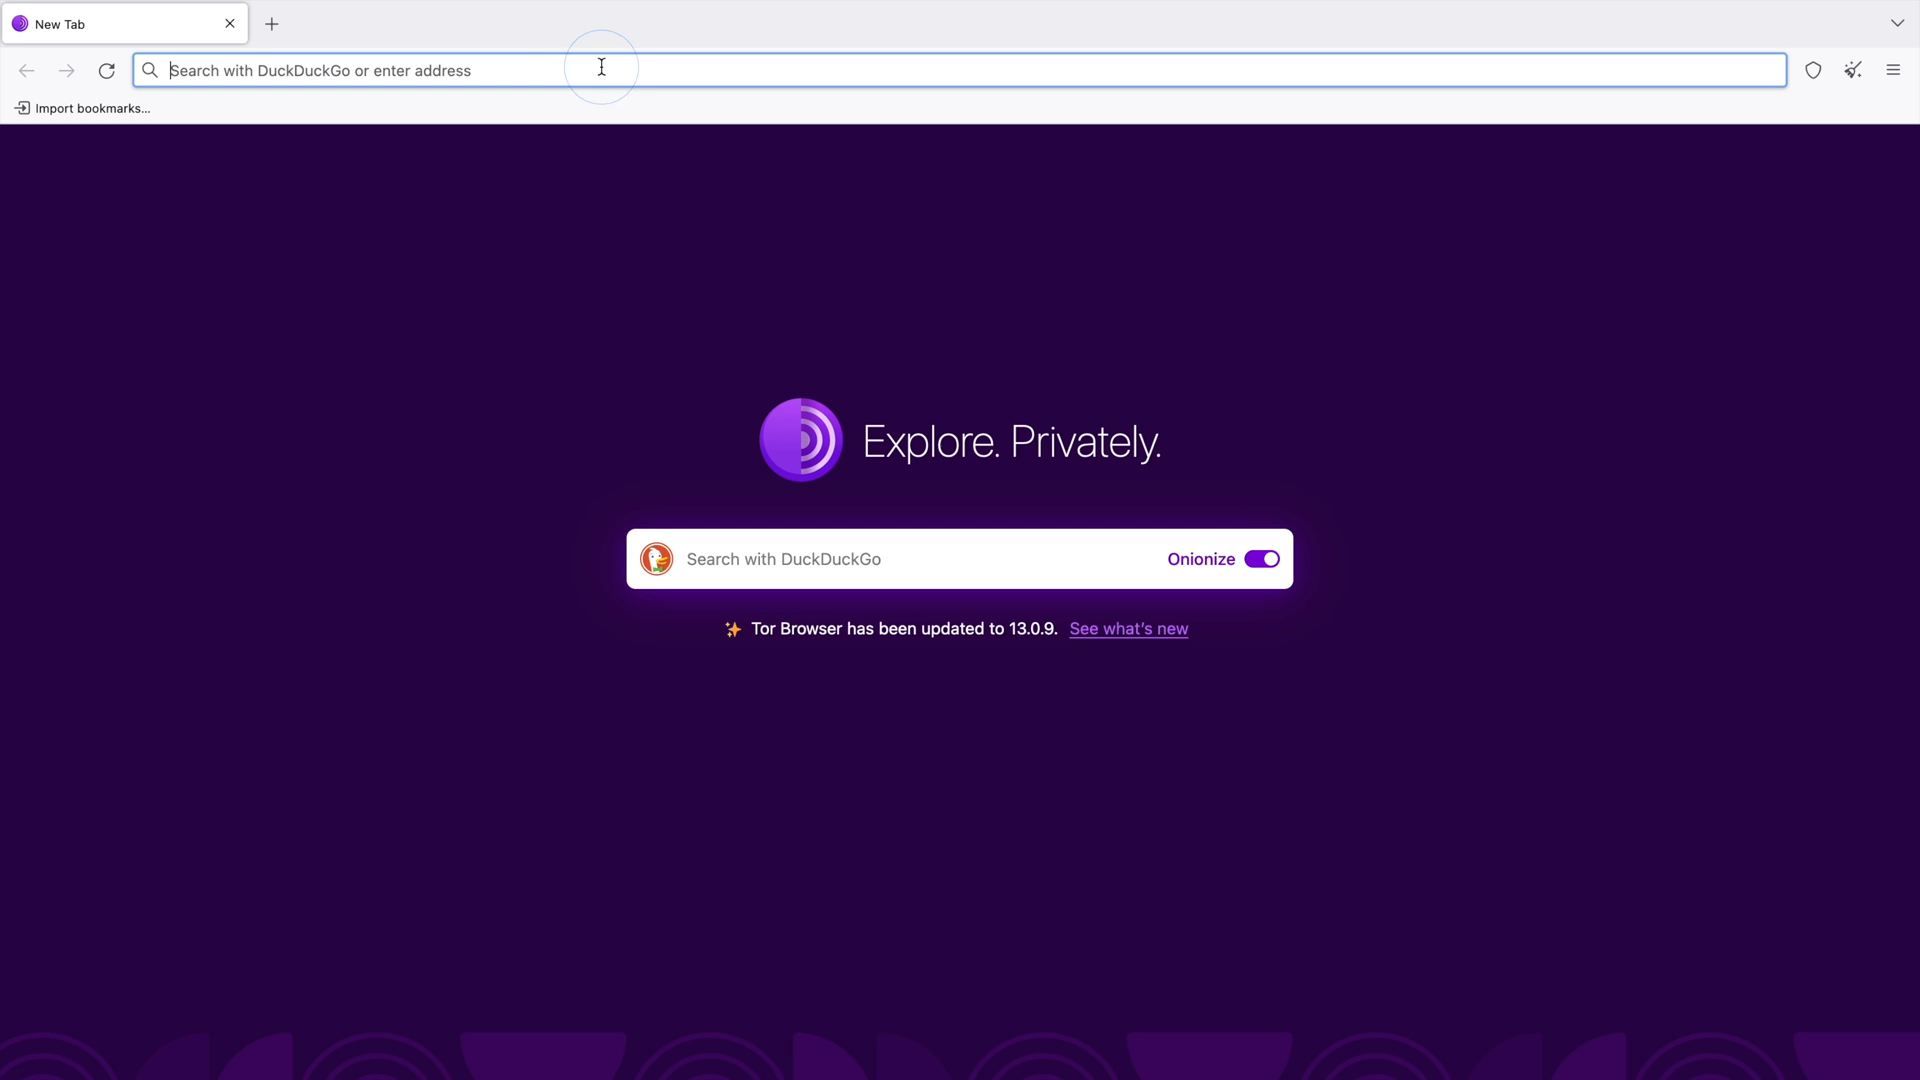 New Tab
Search with DuckDuckGo or enter address
Import bookmarks...
Explore. Privately.
Search with DuckDuckGo Onionize
Tor Browser has been updated to 13.0.9. See what's new